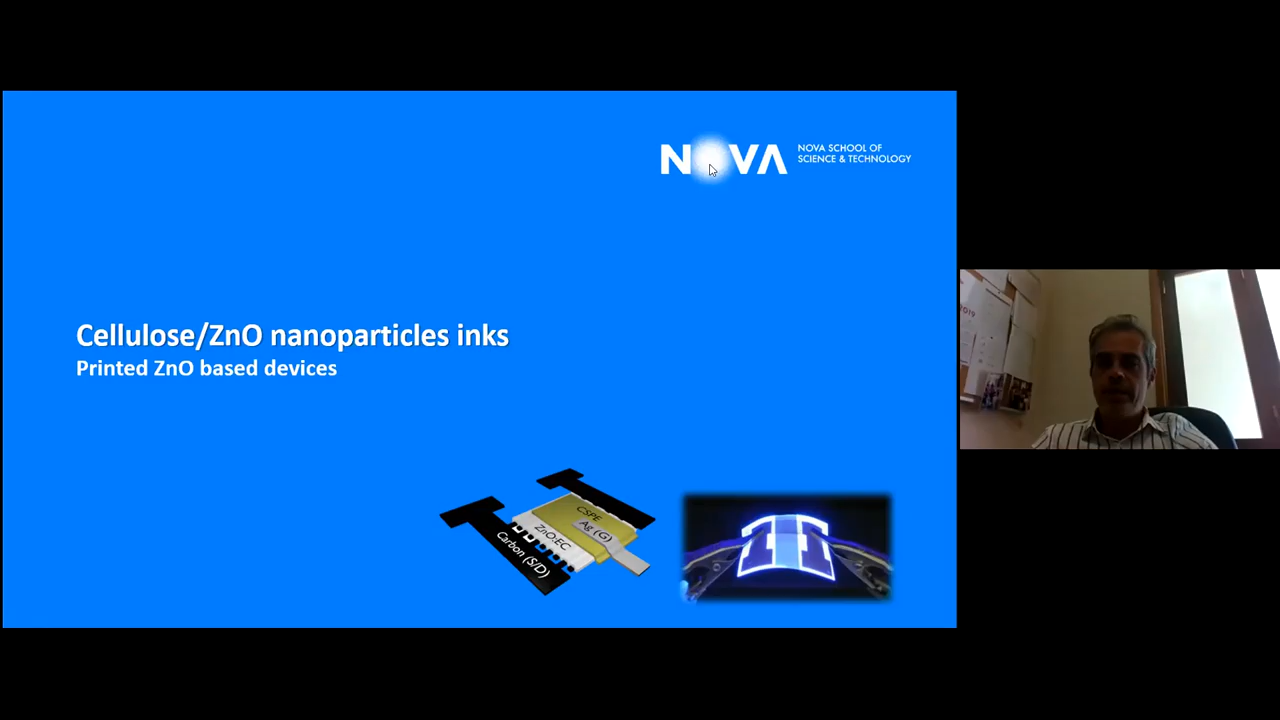 NOVA
NOVA SCHOOL OF
SCIENCE & TECHNOLOGY
Cellulose/ZnO nanoparticles inks
Printed ZnO based devices
CSPE
Ag (G)
ZnO:EC
Carbon (S/D)
2019